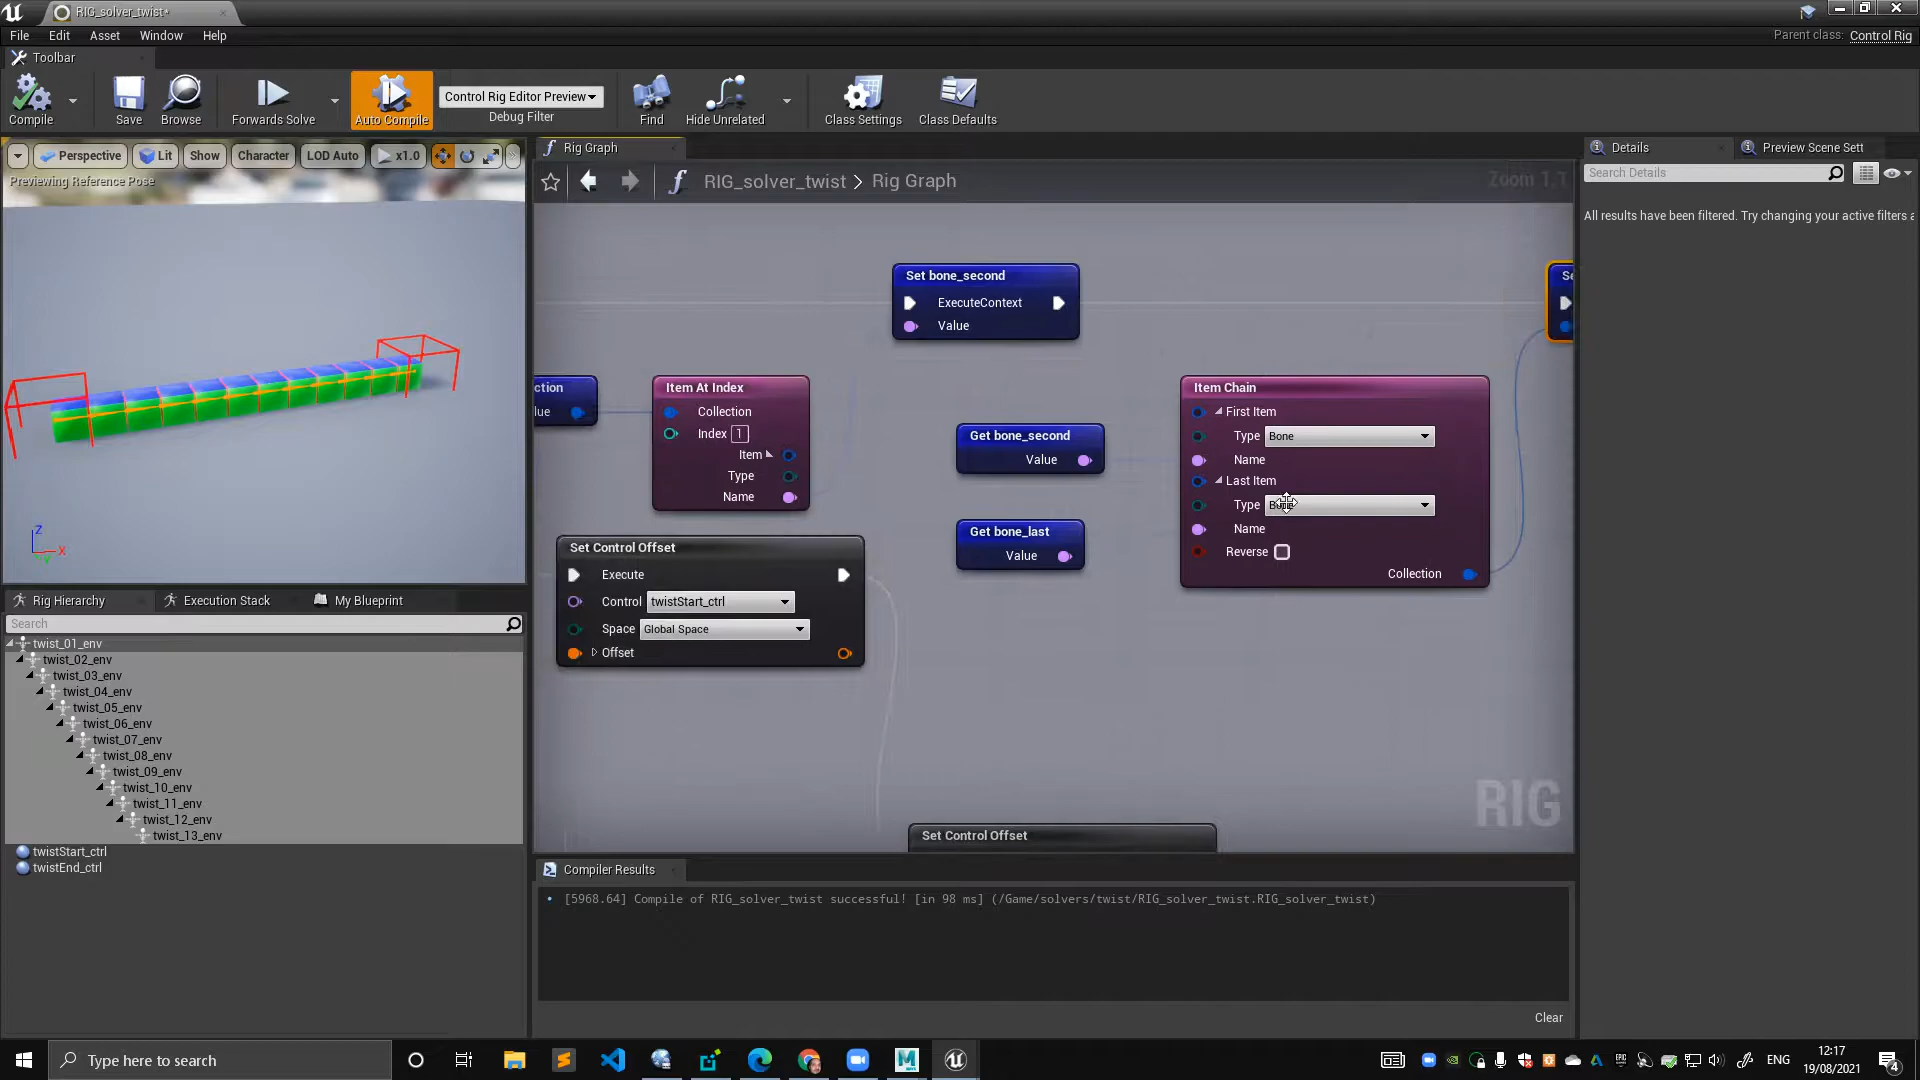 RIG_solver_twist*
File Edit Asset Window Help
Parent class: Control Rig
Toolbar
Compile
Save
Browse
Forwards Solve
Auto Compile
Control Rig Editor Preview
Debug Filter
Find
Hide Unrelated
Class Settings
Class Defaults
Perspective
Lit
Show
Character
LOD Auto
x1.0
Previewing Reference Pose
Z
X
Y
Rig Graph
RIG_solver_twist > Rig Graph
Zoom 1:1
Set bone_second
ExecuteContext
Value
ction
lue
Item At Index
Collection
Index 1
Item
Type
Name
Get bone_second
Value
Get bone_last
Value
Item Chain
First Item
Type Bone
Name
Last Item
Type
Name
Reverse
Collection
Set Control Offset
Execute
Control twistStart_ctrl
Space Global Space
Offset
Set Control Offset
RIG
Details
Preview Scene Sett
Search Details
All results have been filtered. Try changing your active filters a
Rig Hierarchy
Execution Stack
My Blueprint
Search
twist_01_env
twist_02_env
twist_03_env
twist_04_env
twist_05_env
twist_06_env
twist_07_env
twist_08_env
twist_09_env
twist_10_env
twist_11_env
twist_12_env
twist_13_env
twistStart_ctrl
twistEnd_ctrl
Compiler Results
[5968.64] Compile of RIG_solver_twist successful! [in 98 ms] (/Game/solvers/twist/RIG_solver_twist.RIG_solver_twist)
Clear
Type here to search
ENG
12:17
19/08/2021
4